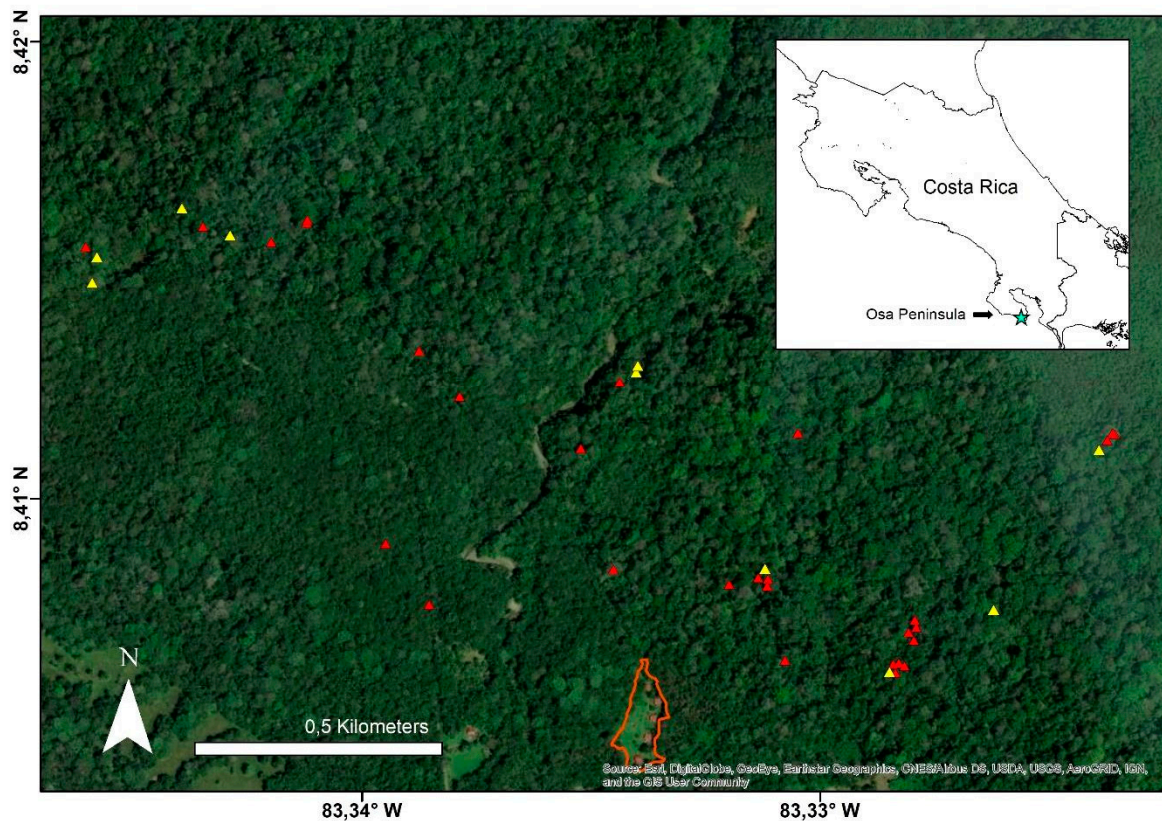 8,42° N
Costa Rica
Osa Peninsula
8,41° N
N
0,5 Kilometers
Source: Esri, DigitalGlobe, GeoEye, Earthstar Geographics, CNES/Airbus DS, USDA, USGS, AeroGRID, IGN,
and the GIS User Community
83,34° W
83,33° W